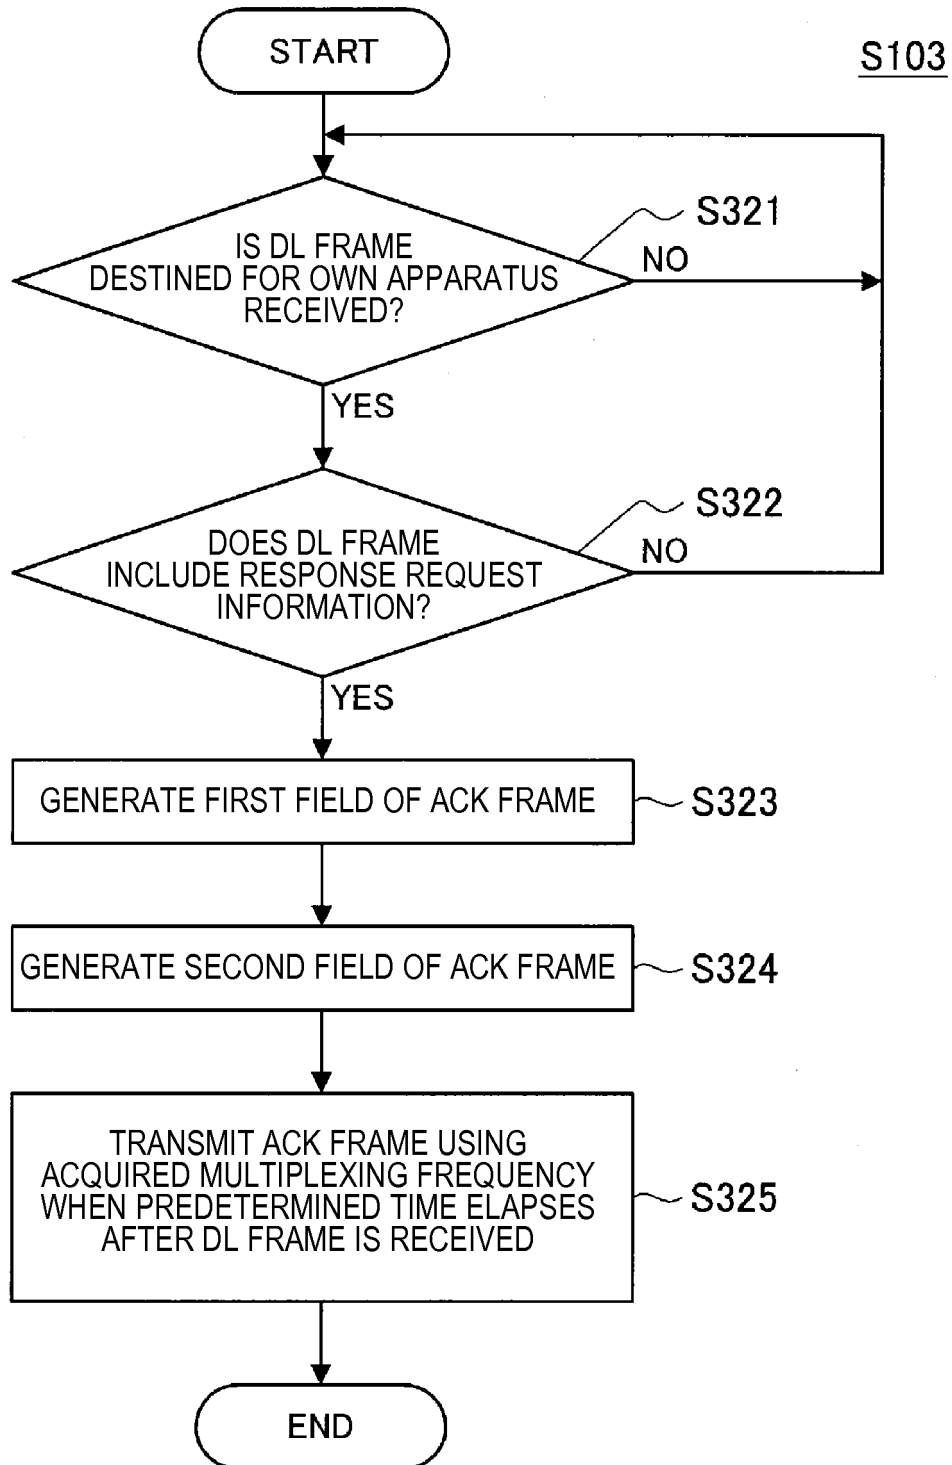 START
S103
S321
IS DL FRAME
DESTINED FOR OWN APPARATUS
RECEIVED?
NO
YES
S322
DOES DL FRAME
INCLUDE RESPONSE REQUEST
INFORMATION?
NO
YES
GENERATE FIRST FIELD OF ACK FRAME
S323
GENERATE SECOND FIELD OF ACK FRAME
S324
TRANSMIT ACK FRAME USING
ACQUIRED MULTIPLEXING FREQUENCY
WHEN PREDETERMINED TIME ELAPSES
AFTER DL FRAME IS RECEIVED
S325
END